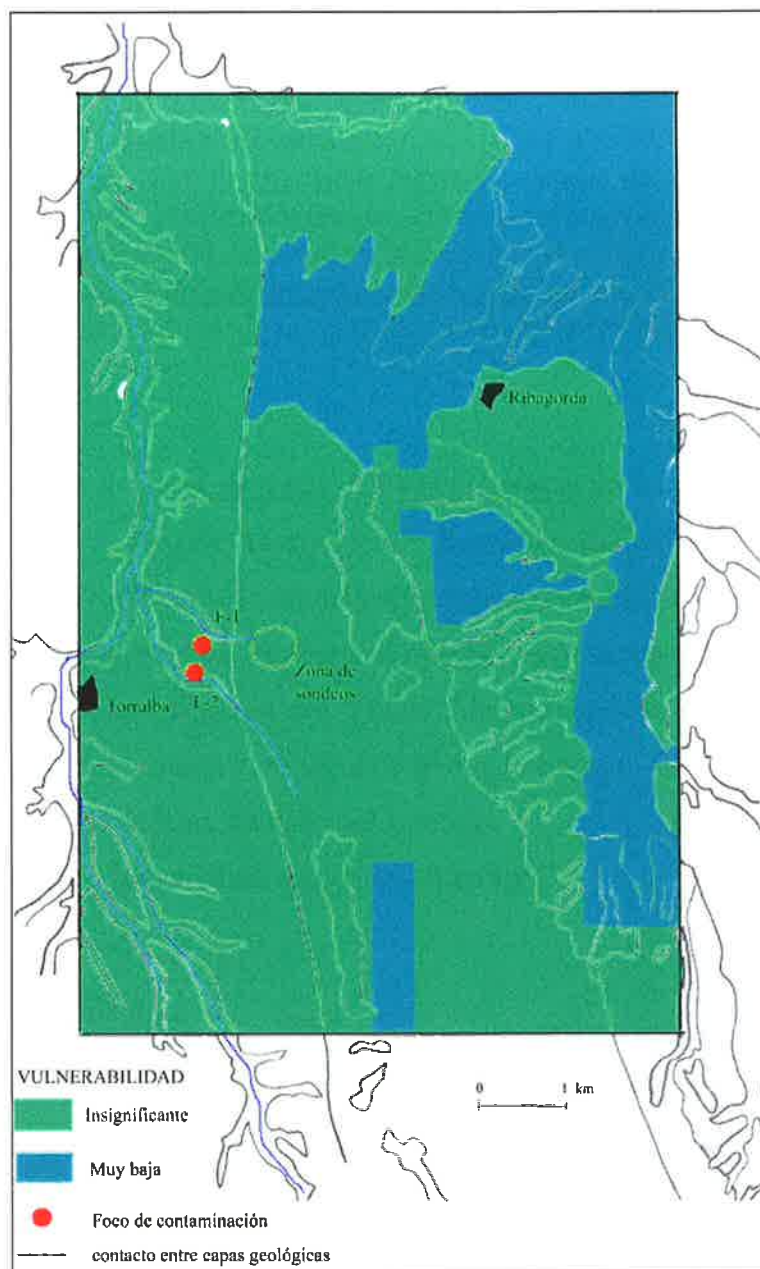 Ribagorda
F-1
Zona de
sondeos
Torralba
F-2
VULNERABILIDAD
0 1 km
Insignificante
Muy baja
Foco de contaminación
contacto entre capas geológicas